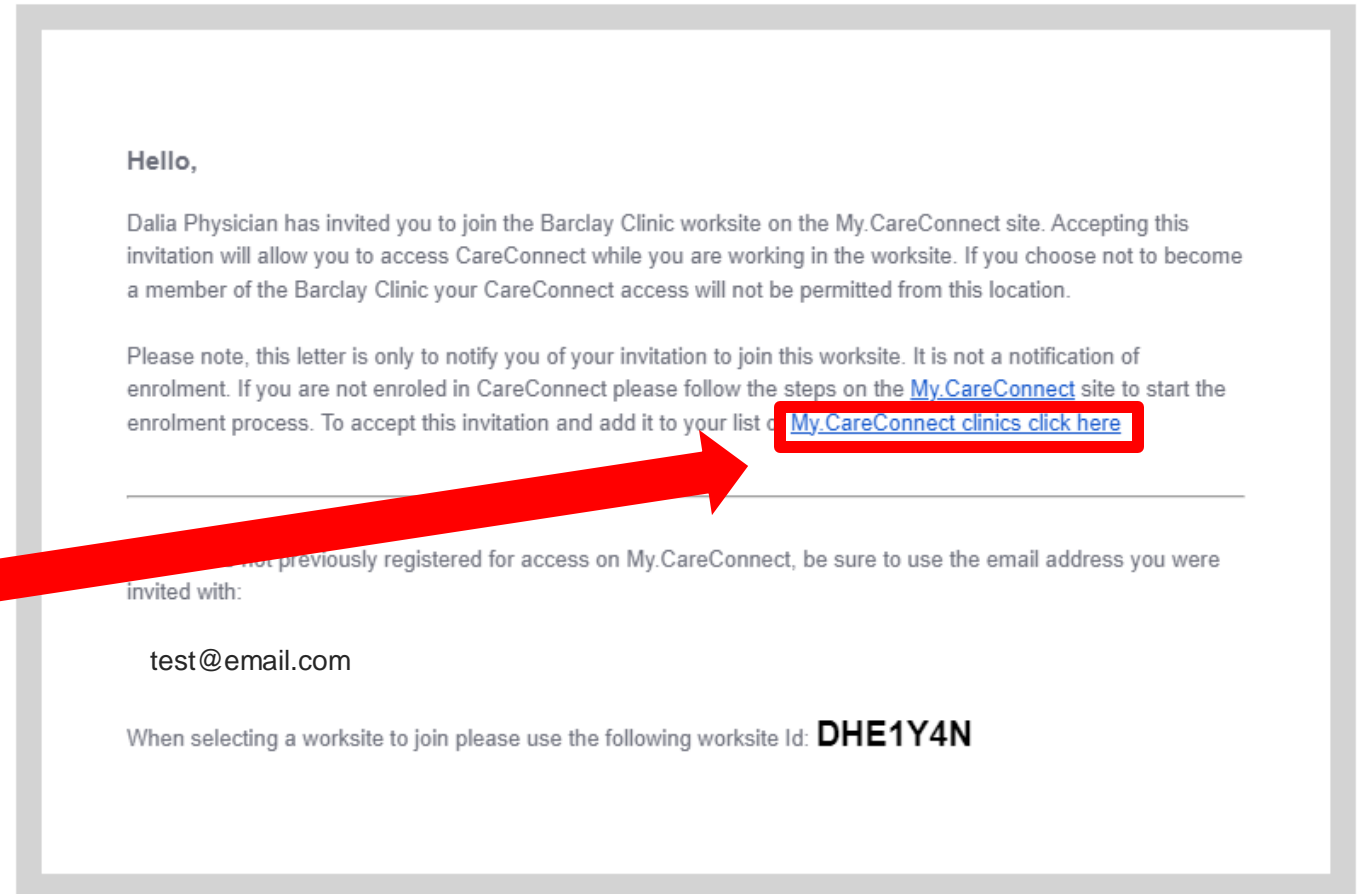 Hello,
Dalia Physician has invited you to join the Barclay Clinic worksite on the My.CareConnect site. Accepting this
invitation will allow you to access CareConnect while you are working in the worksite. If you choose not to become
a member of the Barclay Clinic your CareConnect access will not be permitted from this location.
Please note, this letter is only to notify you of your invitation to join this worksite. It is not a notification of
enrolment. If you are not enroled in CareConnect please follow the steps on the My.CareConnect site to start the
enrolment process. To accept this invitation and add it to your list My.CareConnect clinics click here
previously registered for access on My.CareConnect, be sure to use the email address you were
invited with:
test@email.com
When selecting a worksite to join please use the following worksite Id: DHE1Y4N